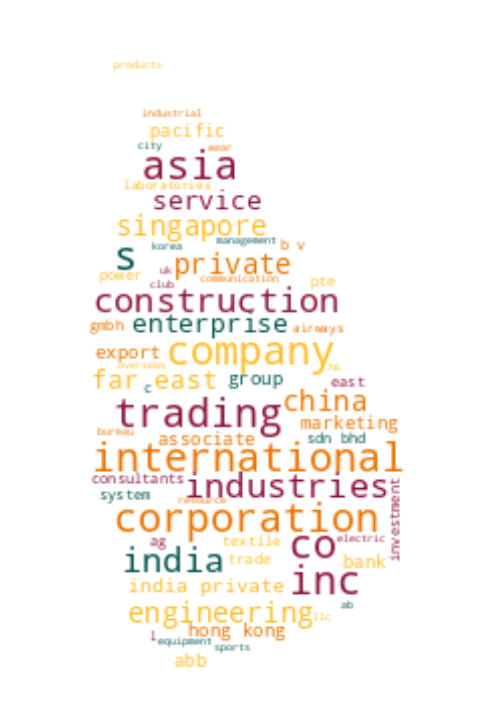 products
industrial
pacific
city wear
asia
laboratories
service
singapore
management
s korea b v
uk private
power communication pte
club
construction
gmbh enterprise airways
export company
overseas hk
far east c group east
trading china
marketing
bureau associate sdn bhd
international
consultants industries
system resource investment
corporation
ag textile co electric
india trade bank
inc
india private
ab
engineering llc
l hong kong
equipment sports
abb